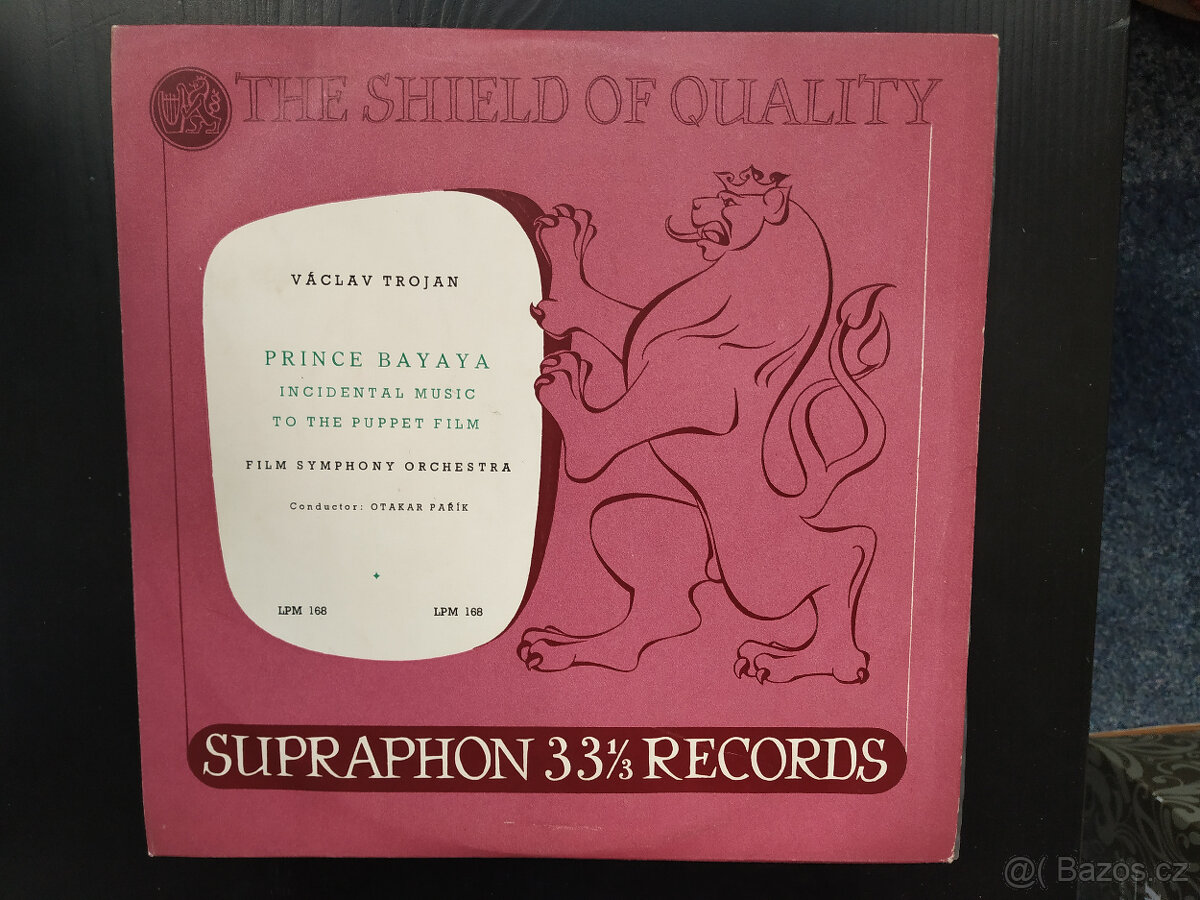 THE SHIELD OF QUALITY
VÁCLAV TROJAN
PRINCE BAYAYA
INCIDENTAL MUSIC
TO THE PUPPET FILM
FILM SYMPHONY ORCHESTRA
Conductor: OTAKAR PAŘÍK
LPM 168 LPM 168
SUPRAPHON 33⅓ RECORDS
@( Bazos.cz